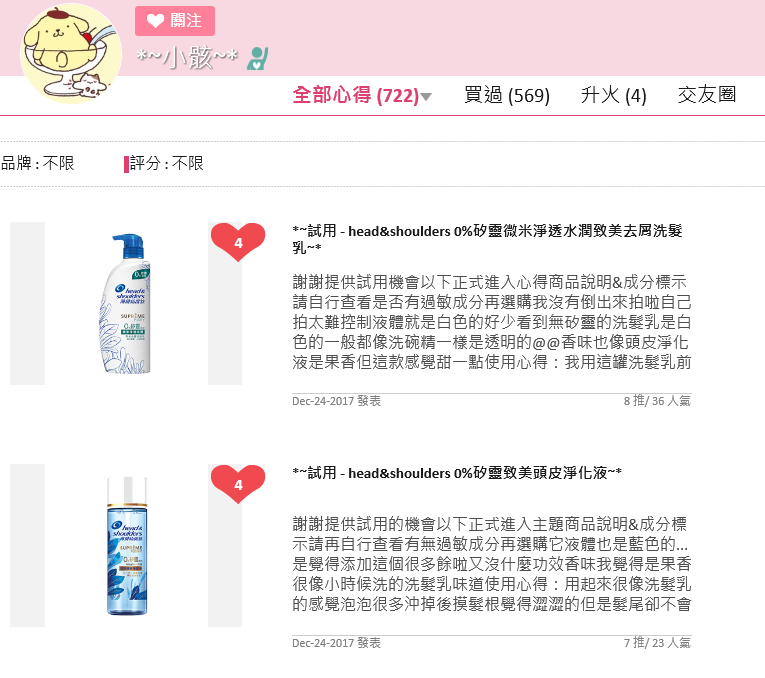 關注
*~小骸~*
全部心得 (722) 買過 (569) 升火 (4) 交友圈
品牌 : 不限 評分 : 不限
4
*~試用 - head&shoulders 0%矽靈微米淨透水潤致美去屑洗髮
乳~*
謝謝提供試用機會以下正式進入心得商品說明&成分標示
請自行查看是否有過敏成分再選購我沒有倒出來拍啦自己
拍太難控制液體就是白色的好少看到無矽靈的洗髮乳是白
色的一般都像洗碗精一樣是透明的@@香味也像頭皮淨化
液是果香但這款感覺甜一點使用心得：我用這罐洗髮乳前
Dec-24-2017 發表 8 推/ 36 人氣
head&
shoulders
SUPRÊME
4
*~試用 - head&shoulders 0%矽靈致美頭皮淨化液~*
謝謝提供試用的機會以下正式進入主題商品說明&成分標
示請再自行查看有無過敏成分再選購它液體也是藍色的...
是覺得添加這個很多餘啦又沒什麼功效香味我覺得是果香
很像小時候洗的洗髮乳味道使用心得：用起來很像洗髮乳
的感覺泡泡很多沖掉後摸髮根覺得澀澀的但是髮尾卻不會
Dec-24-2017 發表 7 推/ 23 人氣
head&
shoulders
SUPRÊME